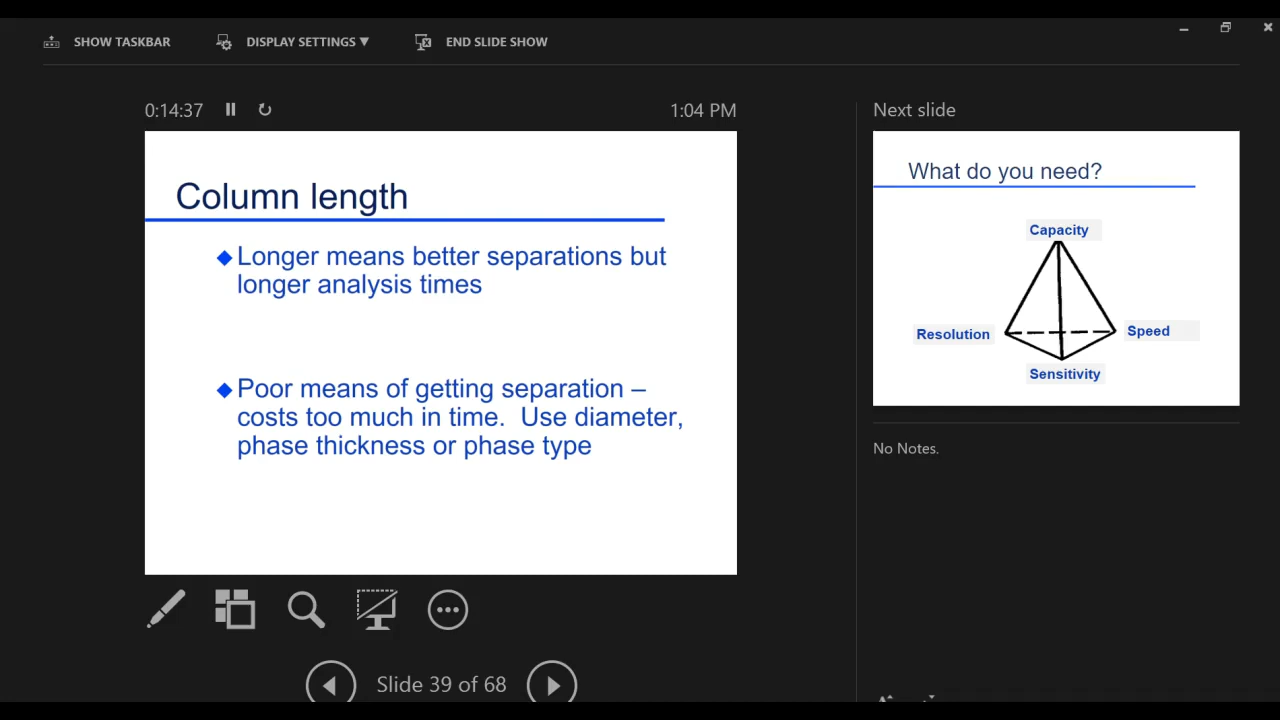 SHOW TASKBAR DISPLAY SETTINGS ▼ END SLIDE SHOW
0:14:37 1:04 PM
Column length
◆Longer means better separations but
longer analysis times
◆Poor means of getting separation –
costs too much in time. Use diameter,
phase thickness or phase type
Slide 39 of 68
Next slide
What do you need?
Capacity
Resolution
Speed
Sensitivity
No Notes.